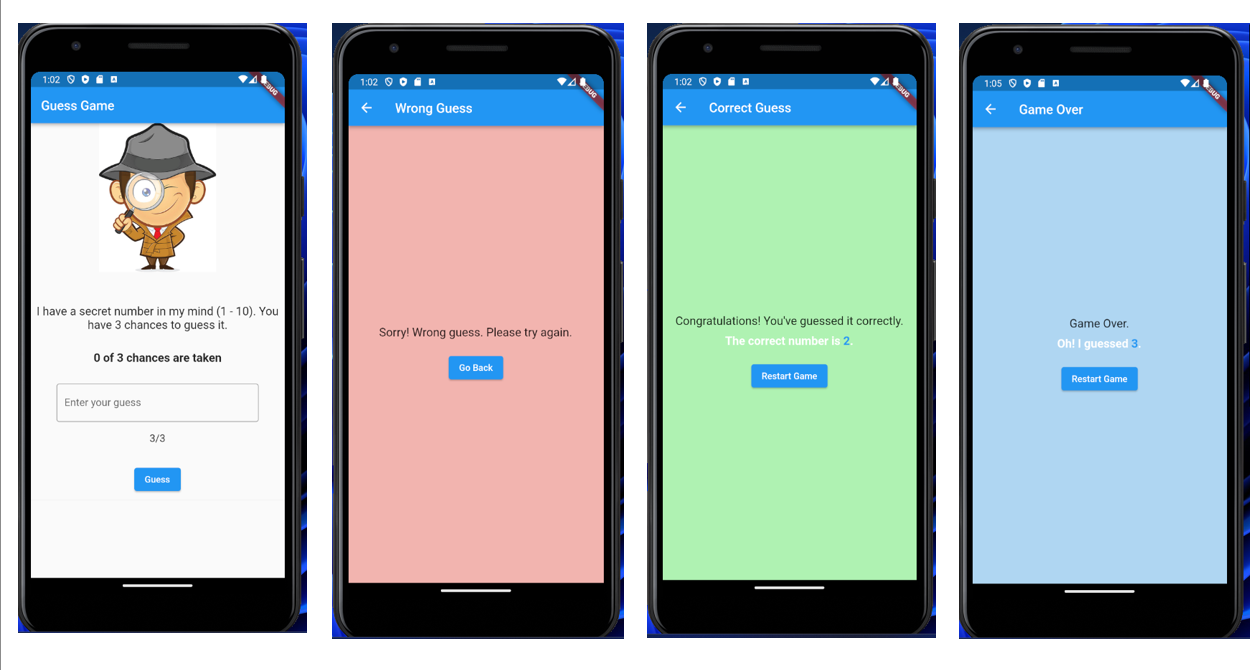 1:02
DEBUG
Guess Game
I have a secret number in my mind (1 - 10). You
have 3 chances to guess it.
0 of 3 chances are taken
Enter your guess
3/3
Guess
1:02
DEBUG
Wrong Guess
Sorry! Wrong guess. Please try again.
Go Back
1:02
DEBUG
Correct Guess
Congratulations! You've guessed it correctly.
The correct number is 2
Restart Game
1:05
DEBUG
Game Over
Game Over.
Oh! I guessed 3
Restart Game